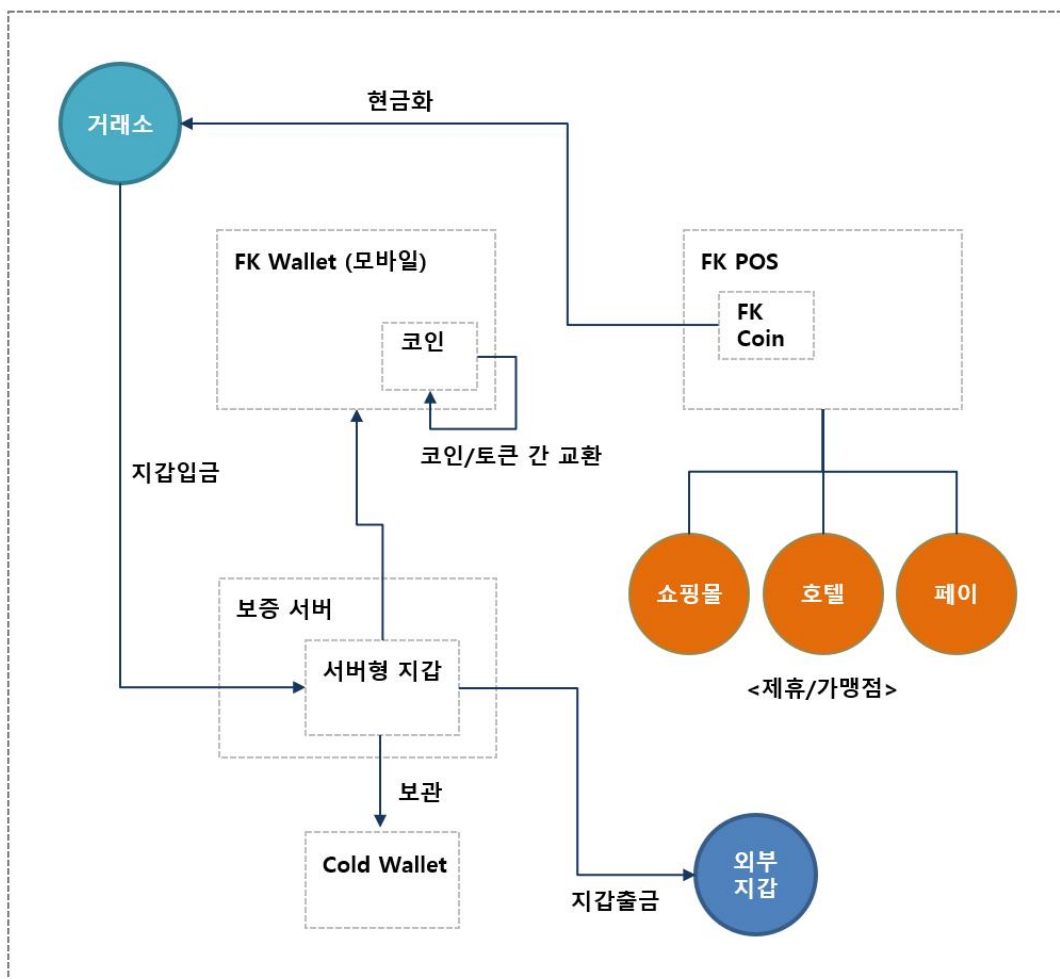 현금화
거래소
FK Wallet (모바일)
코인
코인/토큰 간 교환
FK POS
FK
Coin
지갑입금
쇼핑몰
호텔
페이
<제휴/가맹점>
보증 서버
서버형 지갑
보관
Cold Wallet
외부
지갑
지갑출금